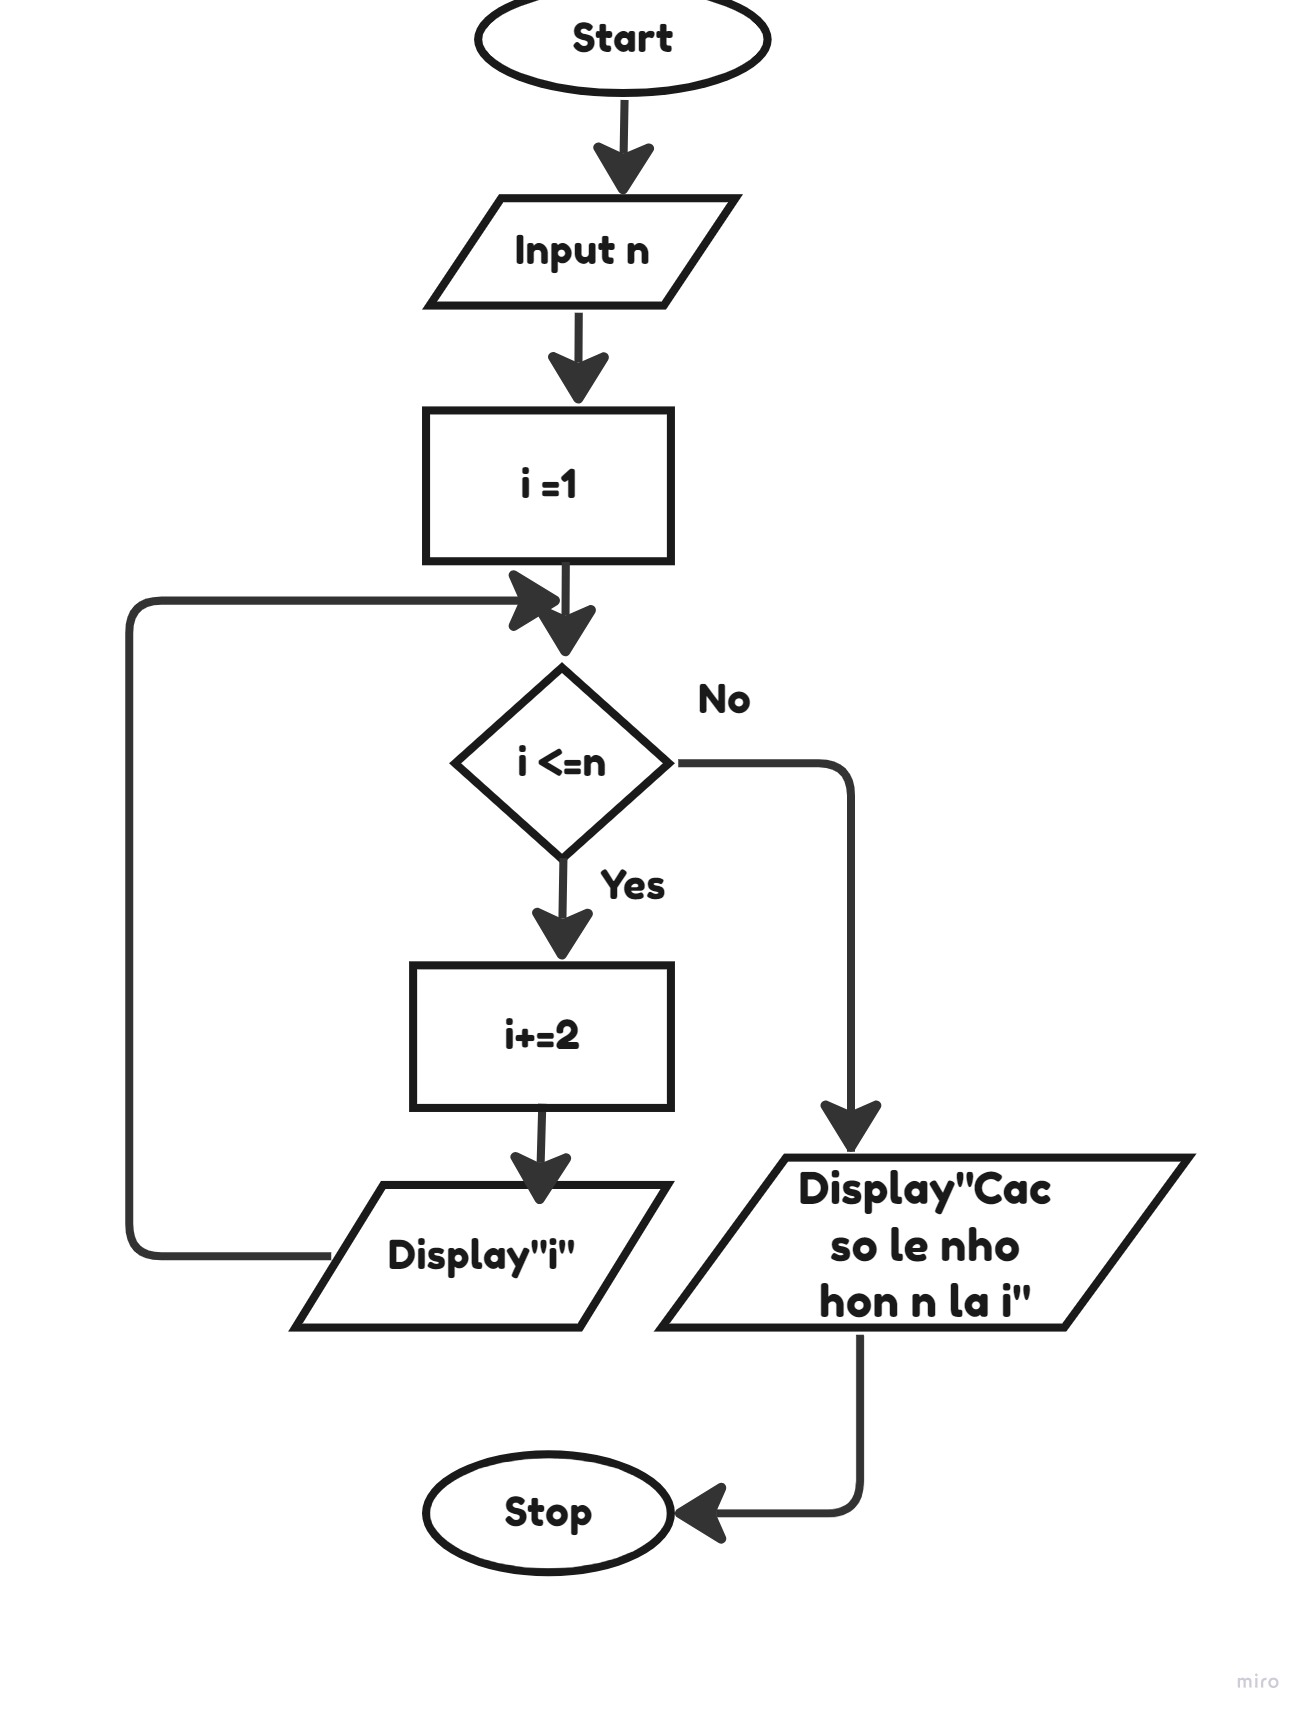 Start
Input n
i =1
No
i <=n
Yes
i+=2
Display"i"
Display"Cac
so le nho
hon n la i"
Stop
miro